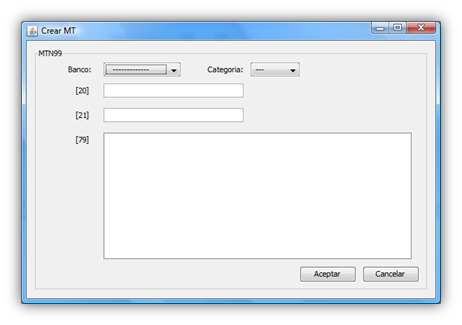 Crear MT
MTN99
Banco: ------------- Categoria: ---
[20]
[21]
[79]
Aceptar Cancelar